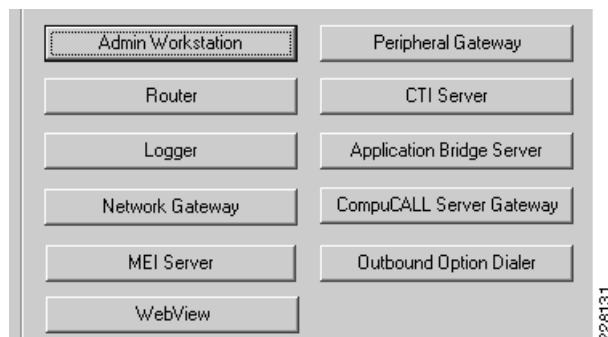 Admin Workstation
Peripheral Gateway
Router
CTI Server
Logger
Application Bridge Server
Network Gateway
CompuCALL Server Gateway
MEI Server
Outbound Option Dialer
WebView
228131